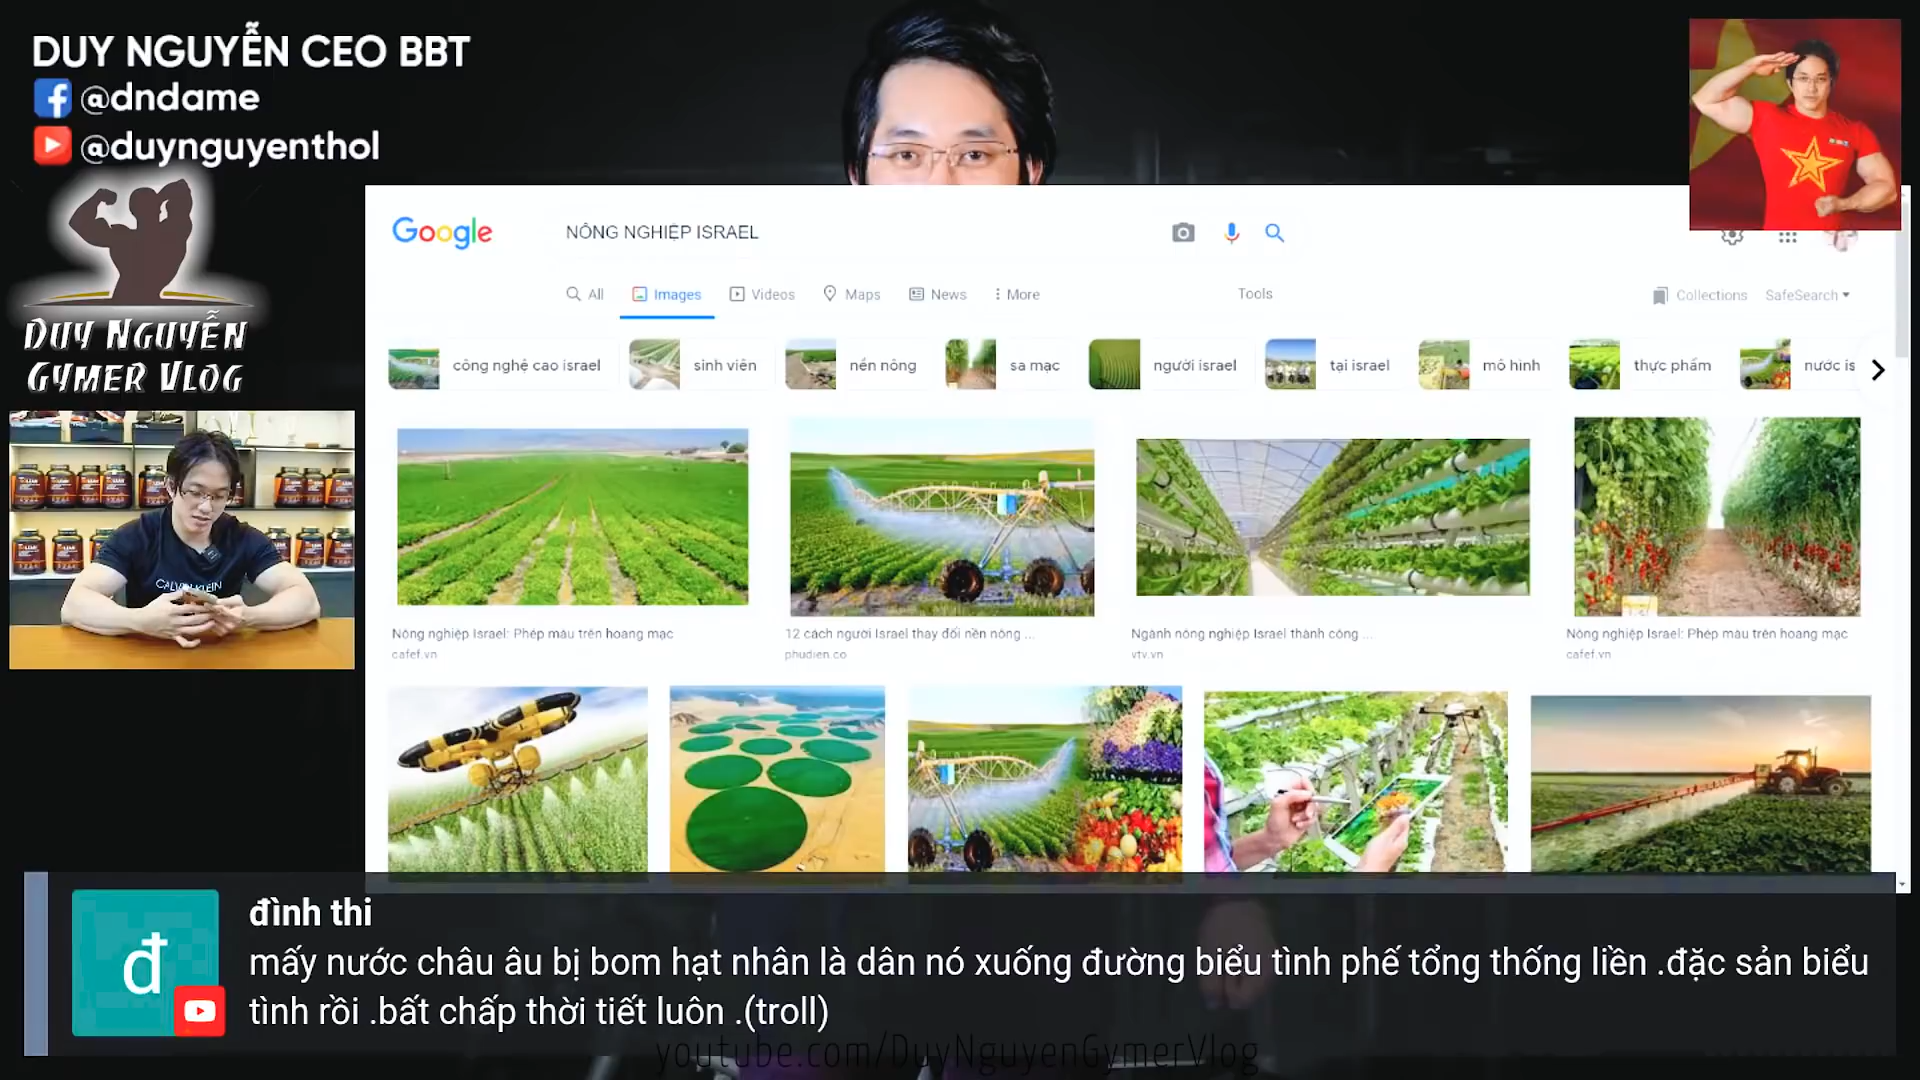 DUY NGUYỄN CEO BBT
@dndame
@duynguyenthol
DUY NGUYỄN
GYMER VLOG
CALVIN KLEIN
Google
NÔNG NGHIỆP ISRAEL
All Images Videos Maps News More Tools Collections SafeSearch
công nghệ cao israel sinh viên nền nông sa mạc người israel tại israel mô hình thực phẩm nước is
Nông nghiệp Israel: Phép màu trên hoang mạc
cafef.vn
12 cách người Israel thay đổi nền nông ...
phudien.co
Ngành nông nghiệp Israel thành công ...
vtv.vn
Nông nghiệp Israel: Phép màu trên hoang mạc
cafef.vn
đ
đình thi
mấy nước châu âu bị bom hạt nhân là dân nó xuống đường biểu tình phế tổng thống liền .đặc sản biểu
tình rồi .bất chấp thời tiết luôn .(troll)
youtube.com/DuyNguyenGymerVlog